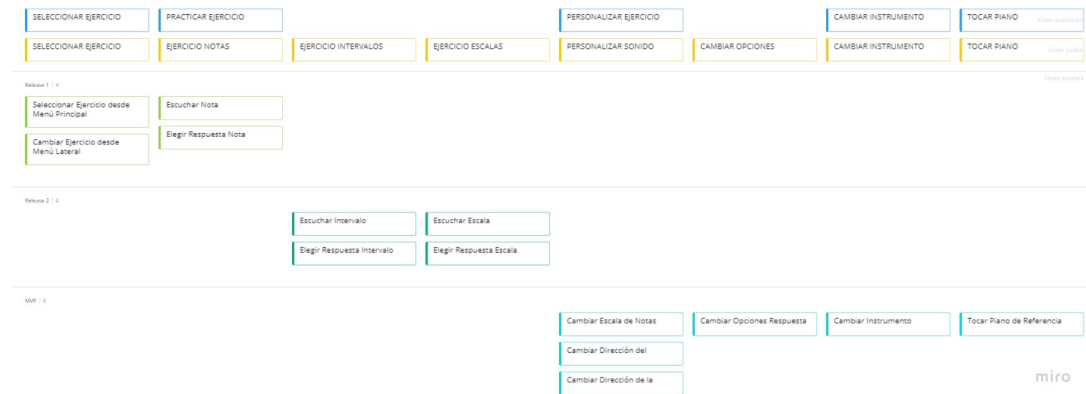 SELECCIONAR EJERCICIO
PRACTICAR EJERCICIO
PERSONALIZAR EJERCICIO
CAMBIAR INSTRUMENTO
TOCAR PIANO
User activities
SELECCIONAR EJERCICIO
EJERCICIO NOTAS
EJERCICIO INTERVALOS
EJERCICIO ESCALAS
PERSONALIZAR SONIDO
CAMBIAR OPCIONES
CAMBIAR INSTRUMENTO
TOCAR PIANO
User tasks
User stories
Release 1 | 4
Seleccionar Ejercicio desde
Menú Principal
Escuchar Nota
Cambiar Ejercicio desde
Menú Lateral
Elegir Respuesta Nota
Release 2 | 4
Escuchar Intervalo
Escuchar Escala
Elegir Respuesta Intervalo
Elegir Respuesta Escala
MVP | 6
Cambiar Escala de Notas
Cambiar Opciones Respuesta
Cambiar Instrumento
Tocar Piano de Referencia
Cambiar Dirección del
Cambiar Dirección de la
miro